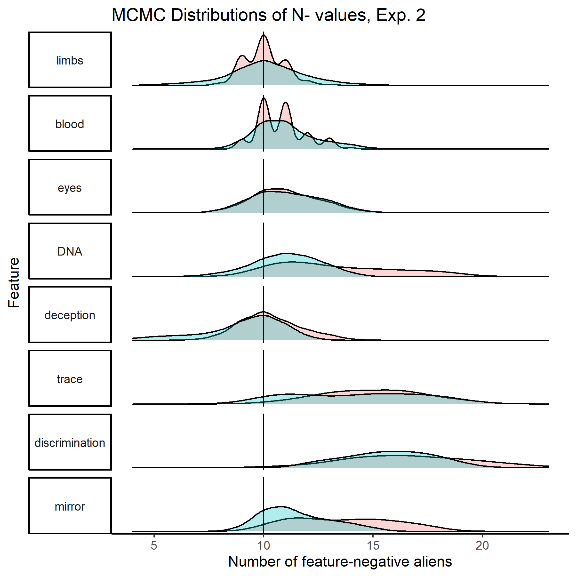 MCMC Distributions of N- values, Exp. 2
Feature
limbs
blood
eyes
DNA
deception
trace
discrimination
mirror
5 10 15 20
Number of feature-negative aliens